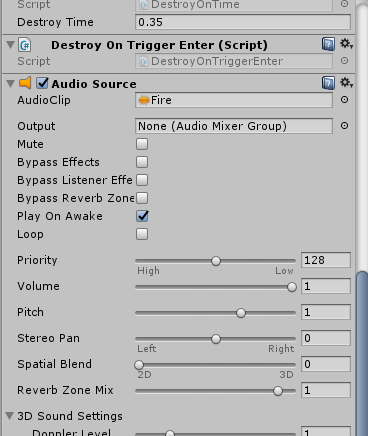 Script DestroyOnTime
Destroy Time 0.35
Destroy On Trigger Enter (Script)
Script DestroyOnTriggerEnter
Audio Source
AudioClip Fire
Output None (Audio Mixer Group)
Mute
Bypass Effects
Bypass Listener Effe
Bypass Reverb Zone
Play On Awake
Loop
Priority 128
High Low
Volume 1
Pitch 1
Stereo Pan 0
Left Right
Spatial Blend 0
2D 3D
Reverb Zone Mix 1
3D Sound Settings
Doppler Level 1